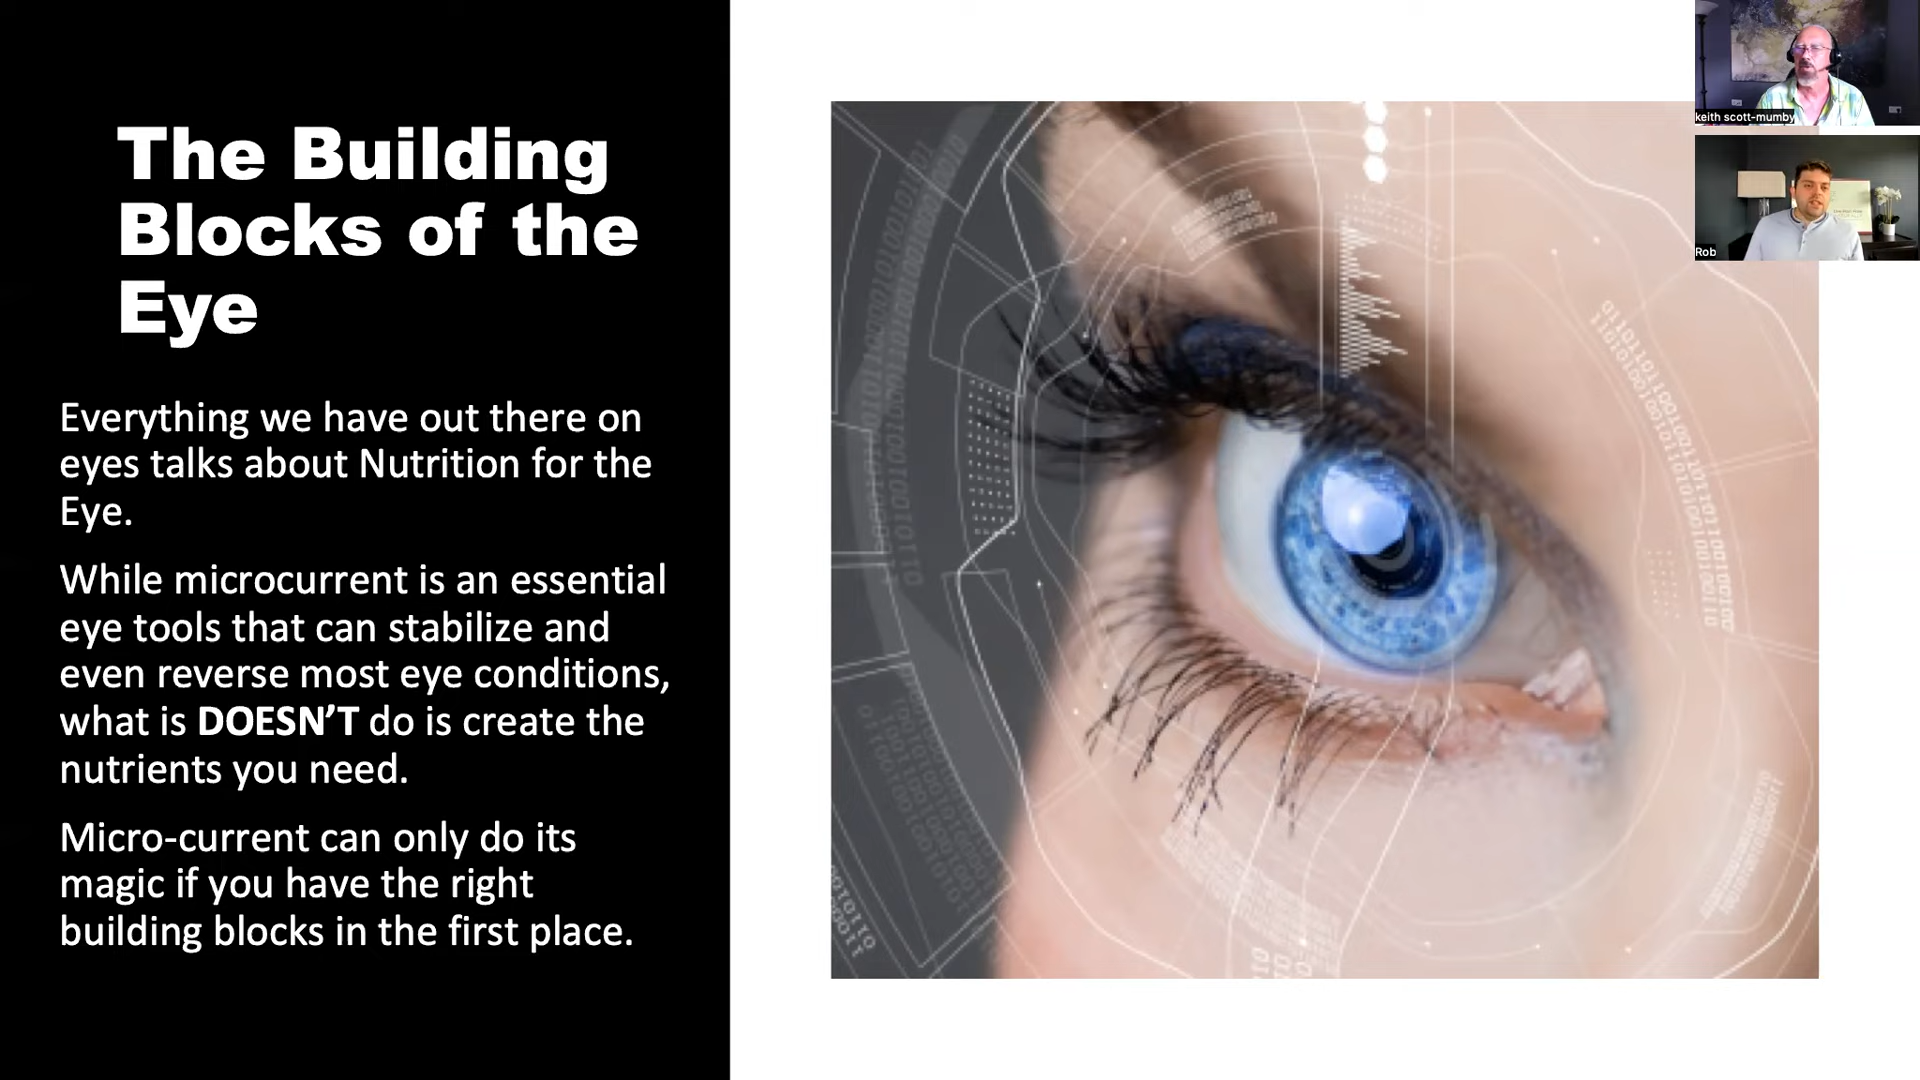 The Building
Blocks of the
Eye
Everything we have out there on
eyes talks about Nutrition for the
Eye.
While microcurrent is an essential
eye tools that can stabilize and
even reverse most eye conditions,
what is DOESN'T do is create the
nutrients you need.
Micro-current can only do its
magic if you have the right
building blocks in the first place.
keith scott-mumby
Rob